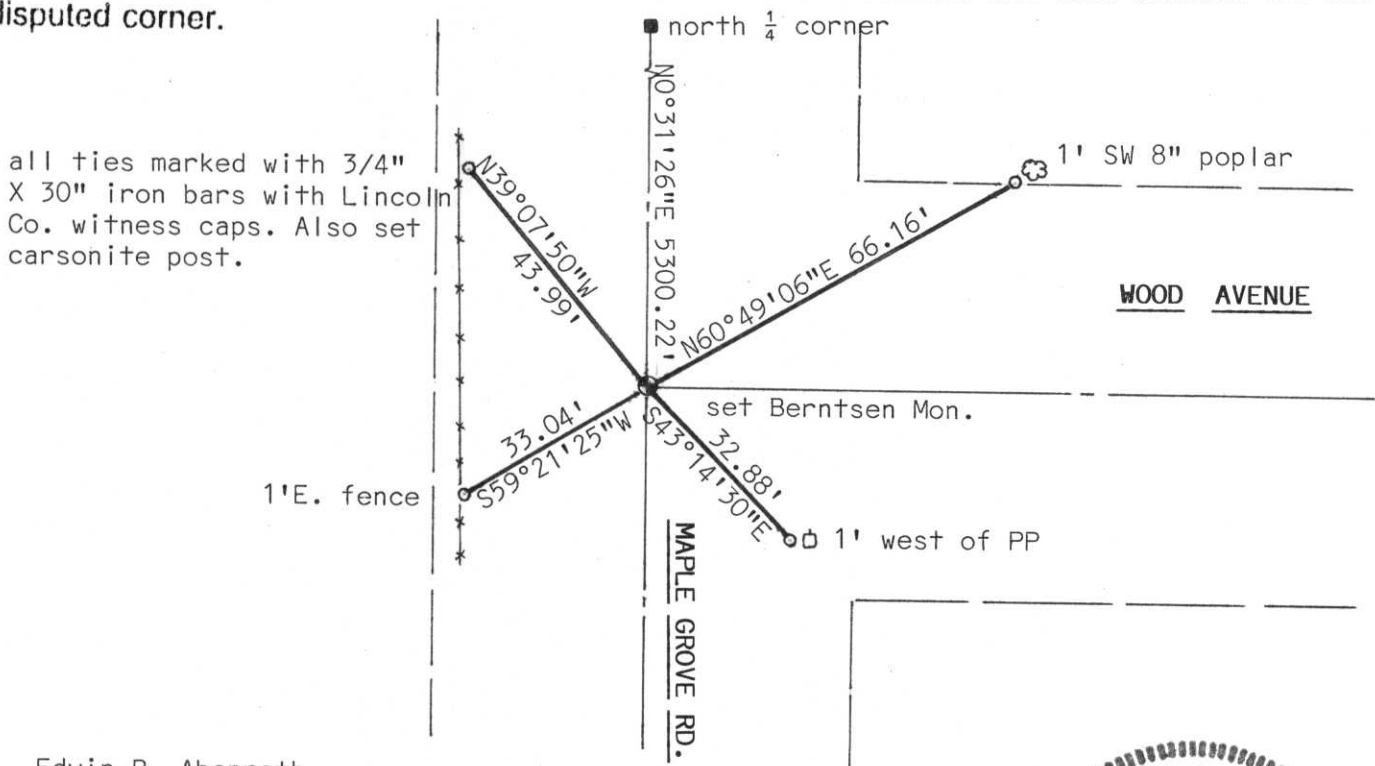 disputed corner.
north 1/4 corner
N0°31'26"E 5300.22'
all ties marked with 3/4"
X 30" iron bars with Lincoln
Co. witness caps. Also set
carsonite post.
N39°07'50"W
43.99'
1' SW 8" poplar
N60°49'06"E 66.16'
WOOD AVENUE
set Berntsen Mon.
33.04'
S59°21'25"W
S43°14'30"E
32.88'
1'E. fence
1' west of PP
MAPLE GROVE RD.